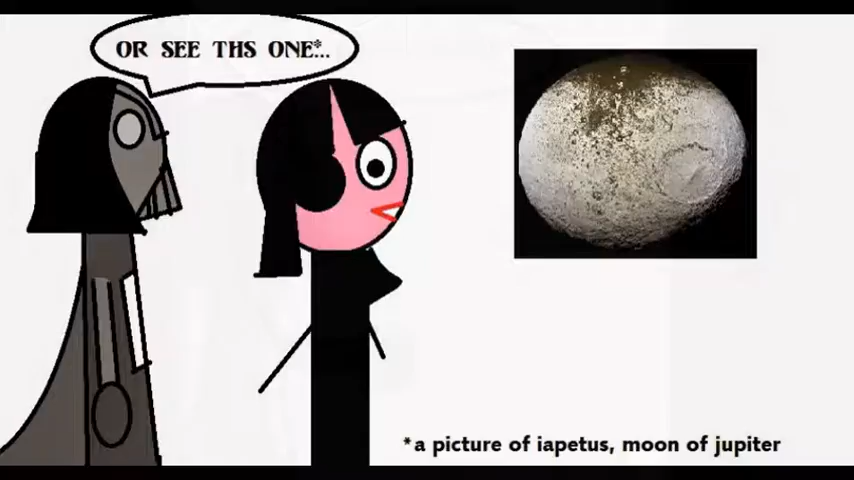 OR SEE THS ONE*...
*a picture of iapetus, moon of jupiter